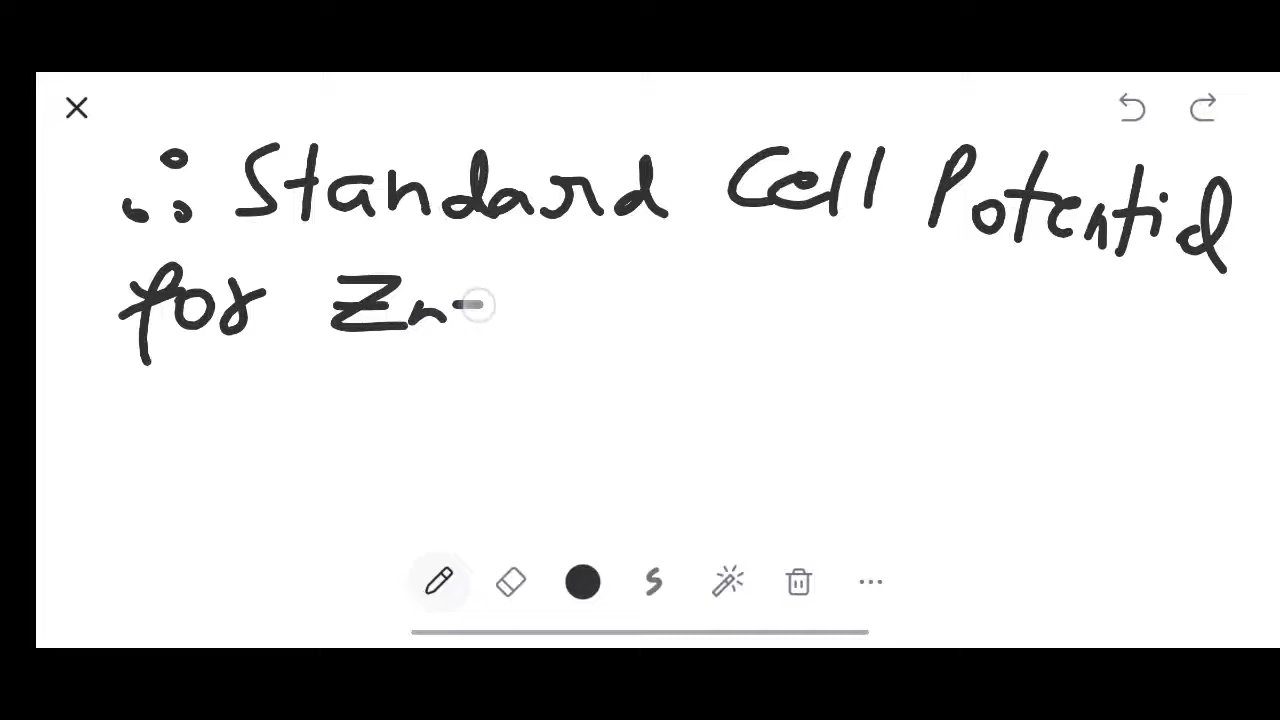 ∴ Standard Cell Potential
for Zn-